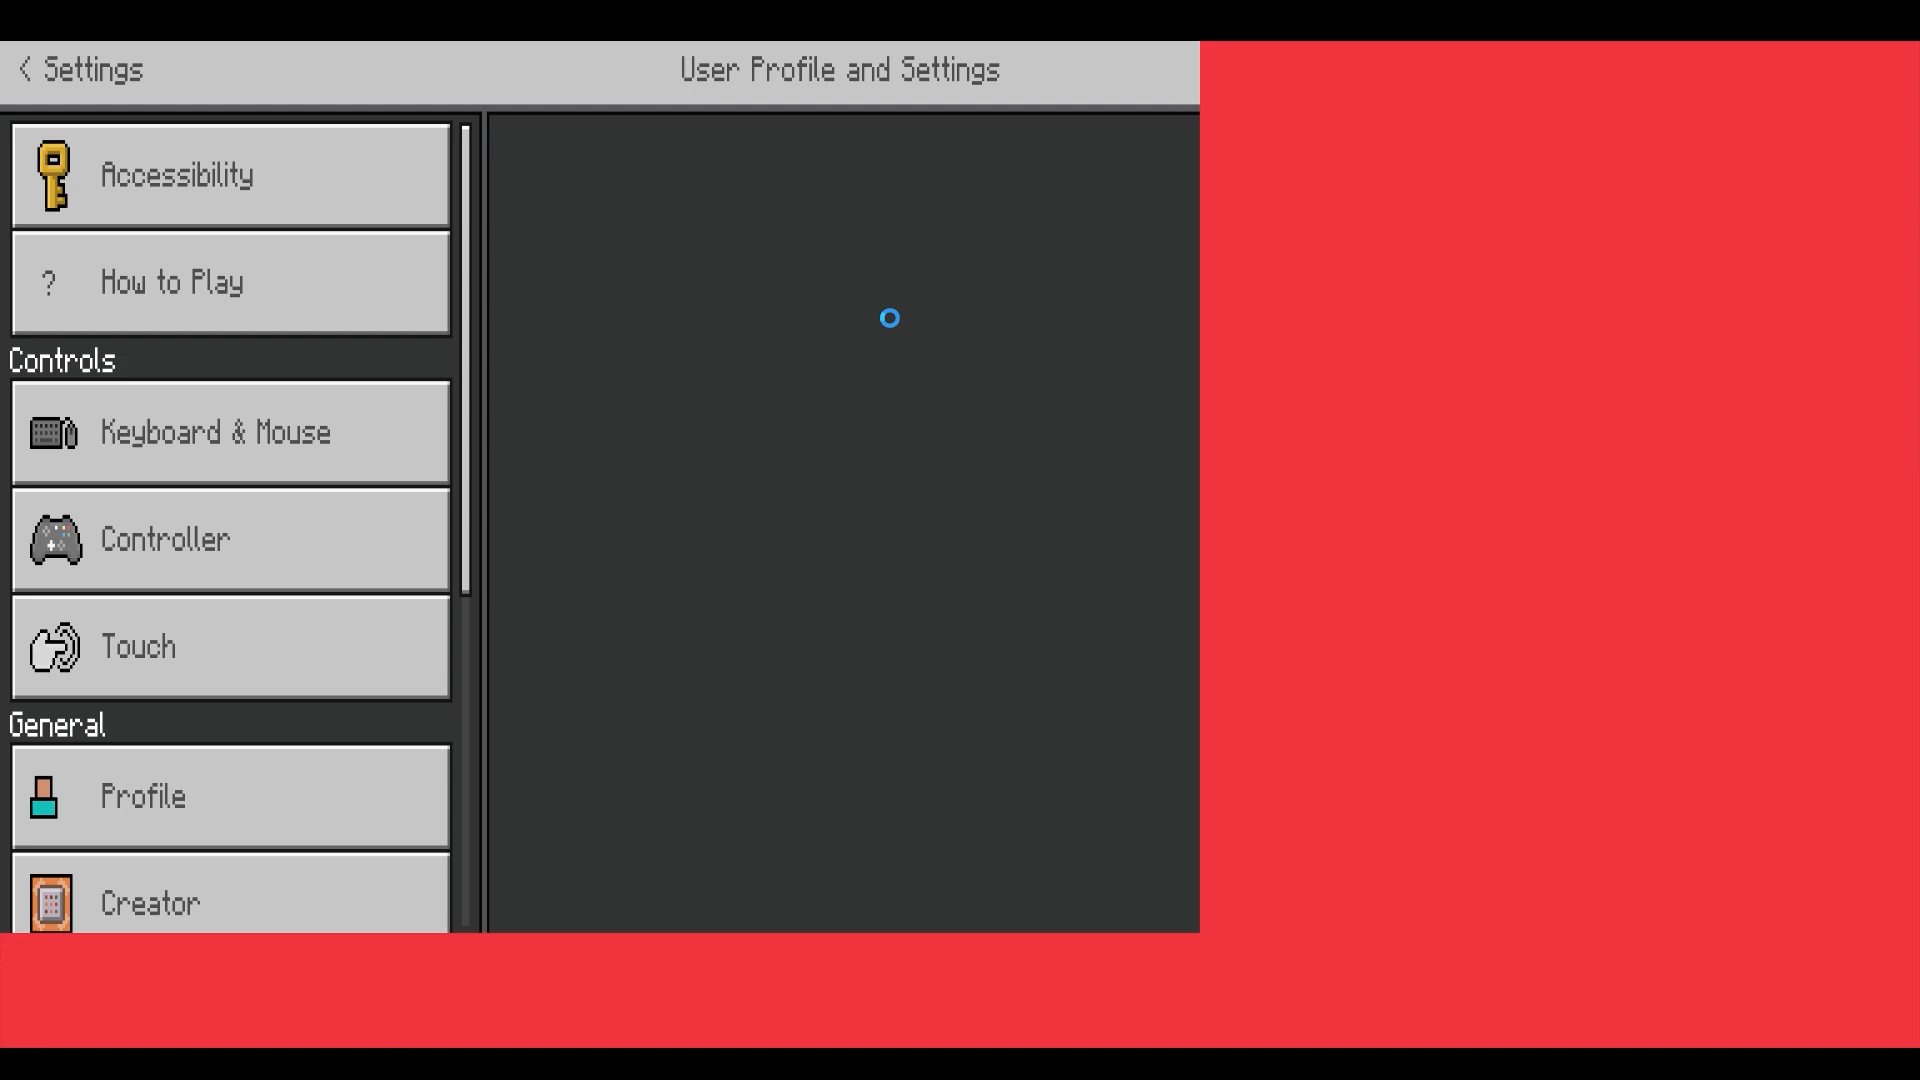 < Settings
User Profile and Settings
Accessibility
? How to Play
Controls
Keyboard & Mouse
Controller
Touch
General
Profile
Creator